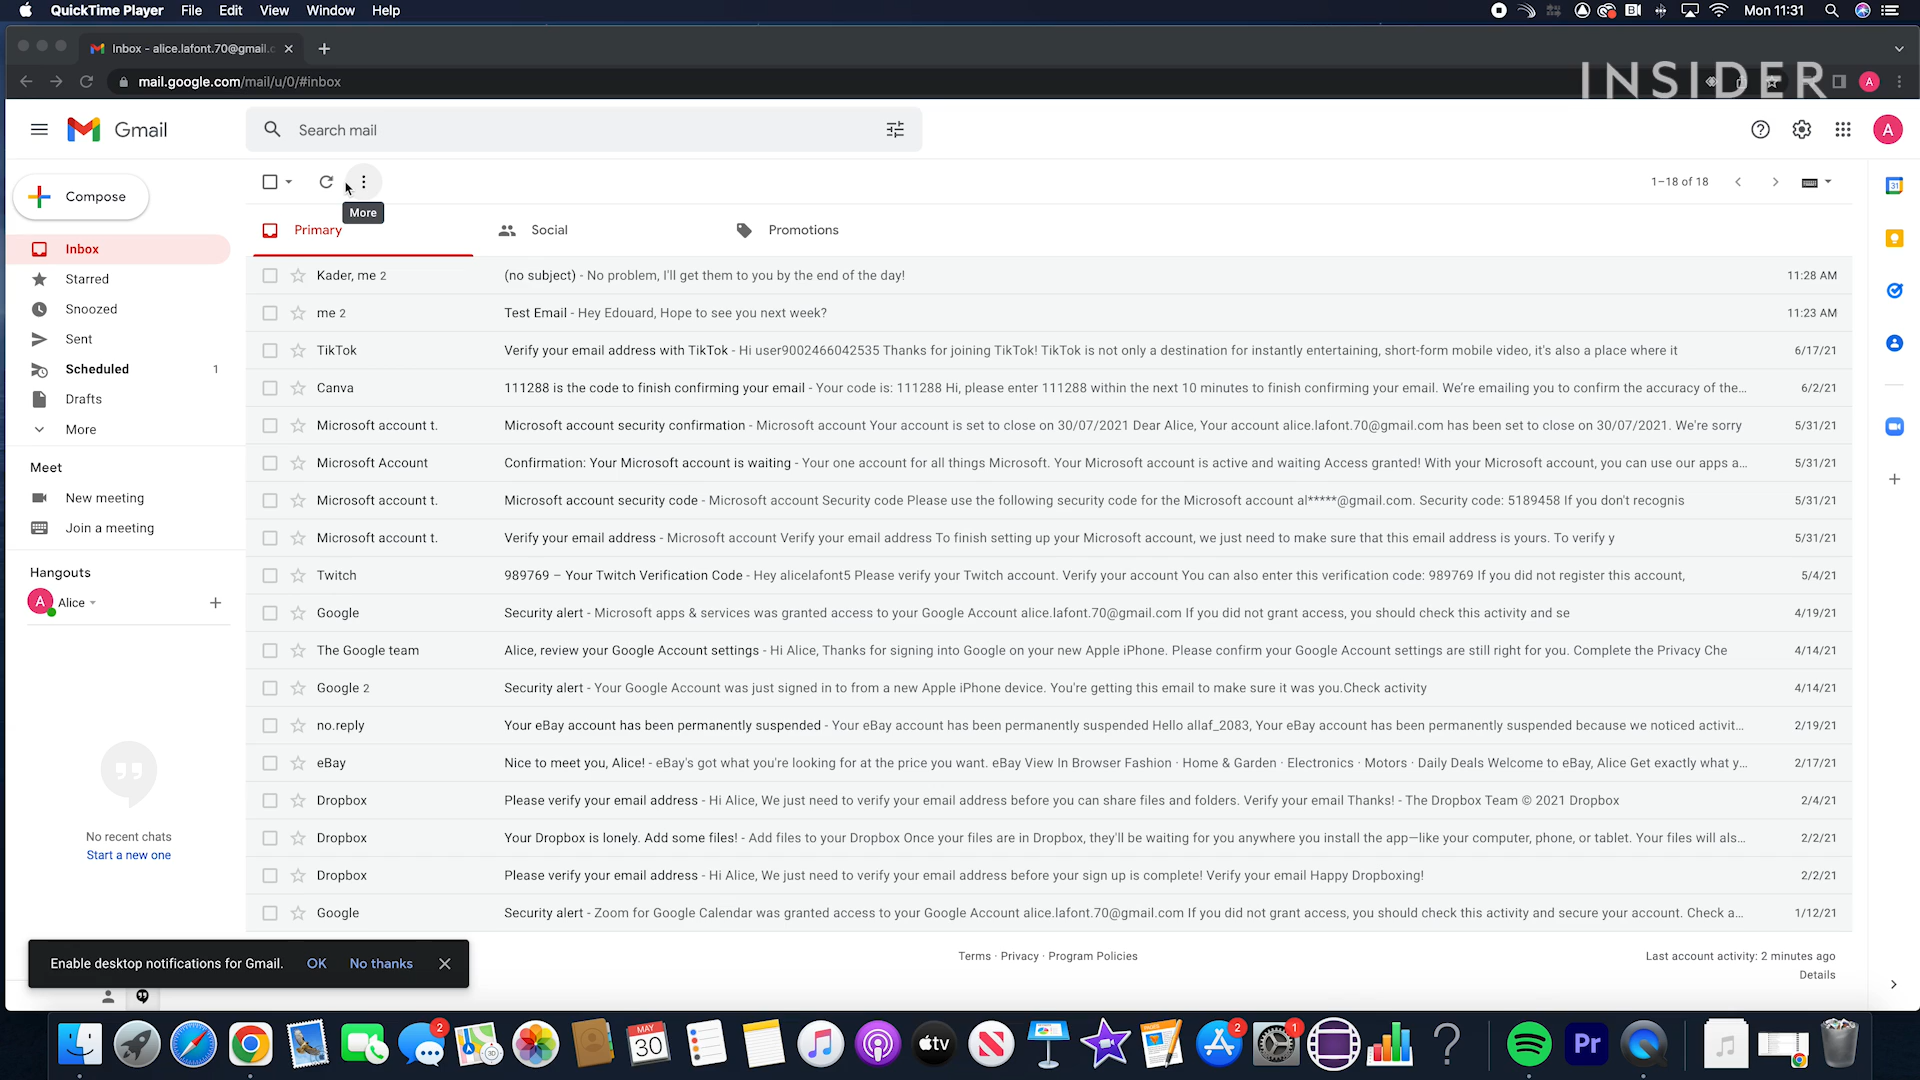 QuickTime Player File Edit View Window Help Mon 11:31
Inbox - alice.lafont.70@gmail.c
mail.google.com/mail/u/0/#inbox A
INSIDER
Gmail Search mail A
Compose 1–18 of 18
More
Primary Social Promotions
Inbox
Starred
Snoozed
Sent
Scheduled 1
Drafts
More
Meet
New meeting
Join a meeting
Hangouts
A Alice
No recent chats
Start a new one
Kader, me 2 (no subject) - No problem, I'll get them to you by the end of the day! 11:28 AM
me 2 Test Email - Hey Edouard, Hope to see you next week? 11:23 AM
TikTok Verify your email address with TikTok - Hi user9002466042535 Thanks for joining TikTok! TikTok is not only a destination for instantly entertaining, short-form mobile video, it's also a place where it 6/17/21
Canva 111288 is the code to finish confirming your email - Your code is: 111288 Hi, please enter 111288 within the next 10 minutes to finish confirming your email. We're emailing you to confirm the accuracy of the... 6/2/21
Microsoft account t. Microsoft account security confirmation - Microsoft account Your account is set to close on 30/07/2021 Dear Alice, Your account alice.lafont.70@gmail.com has been set to close on 30/07/2021. We're sorry 5/31/21
Microsoft Account Confirmation: Your Microsoft account is waiting - Your one account for all things Microsoft. Your Microsoft account is active and waiting Access granted! With your Microsoft account, you can use our apps a... 5/31/21
Microsoft account t. Microsoft account security code - Microsoft account Security code Please use the following security code for the Microsoft account al*****@gmail.com. Security code: 5189458 If you don't recognis 5/31/21
Microsoft account t. Verify your email address - Microsoft account Verify your email address To finish setting up your Microsoft account, we just need to make sure that this email address is yours. To verify y 5/31/21
Twitch 989769 – Your Twitch Verification Code - Hey alicelafont5 Please verify your Twitch account. Verify your account You can also enter this verification code: 989769 If you did not register this account, 5/4/21
Google Security alert - Microsoft apps & services was granted access to your Google Account alice.lafont.70@gmail.com If you did not grant access, you should check this activity and se 4/19/21
The Google team Alice, review your Google Account settings - Hi Alice, Thanks for signing into Google on your new Apple iPhone. Please confirm your Google Account settings are still right for you. Complete the Privacy Che 4/14/21
Google 2 Security alert - Your Google Account was just signed in to from a new Apple iPhone device. You're getting this email to make sure it was you.Check activity 4/14/21
no.reply Your eBay account has been permanently suspended - Your eBay account has been permanently suspended Hello allaf_2083, Your eBay account has been permanently suspended because we noticed activit... 2/19/21
eBay Nice to meet you, Alice! - eBay's got what you're looking for at the price you want. eBay View In Browser Fashion · Home & Garden · Electronics · Motors · Daily Deals Welcome to eBay, Alice Get exactly what y... 2/17/21
Dropbox Please verify your email address - Hi Alice, We just need to verify your email address before you can share files and folders. Verify your email Thanks! - The Dropbox Team © 2021 Dropbox 2/4/21
Dropbox Your Dropbox is lonely. Add some files! - Add files to your Dropbox Once your files are in Dropbox, they'll be waiting for you anywhere you install the app—like your computer, phone, or tablet. Your files will als... 2/2/21
Dropbox Please verify your email address - Hi Alice, We just need to verify your email address before your sign up is complete! Verify your email Happy Dropboxing! 2/2/21
Google Security alert - Zoom for Google Calendar was granted access to your Google Account alice.lafont.70@gmail.com If you did not grant access, you should check this activity and secure your account. Check a... 1/12/21
Enable desktop notifications for Gmail. OK No thanks
Terms · Privacy · Program Policies
Last account activity: 2 minutes ago
Details
31
2 3D MAY 30 tv 2 1 ? Pr